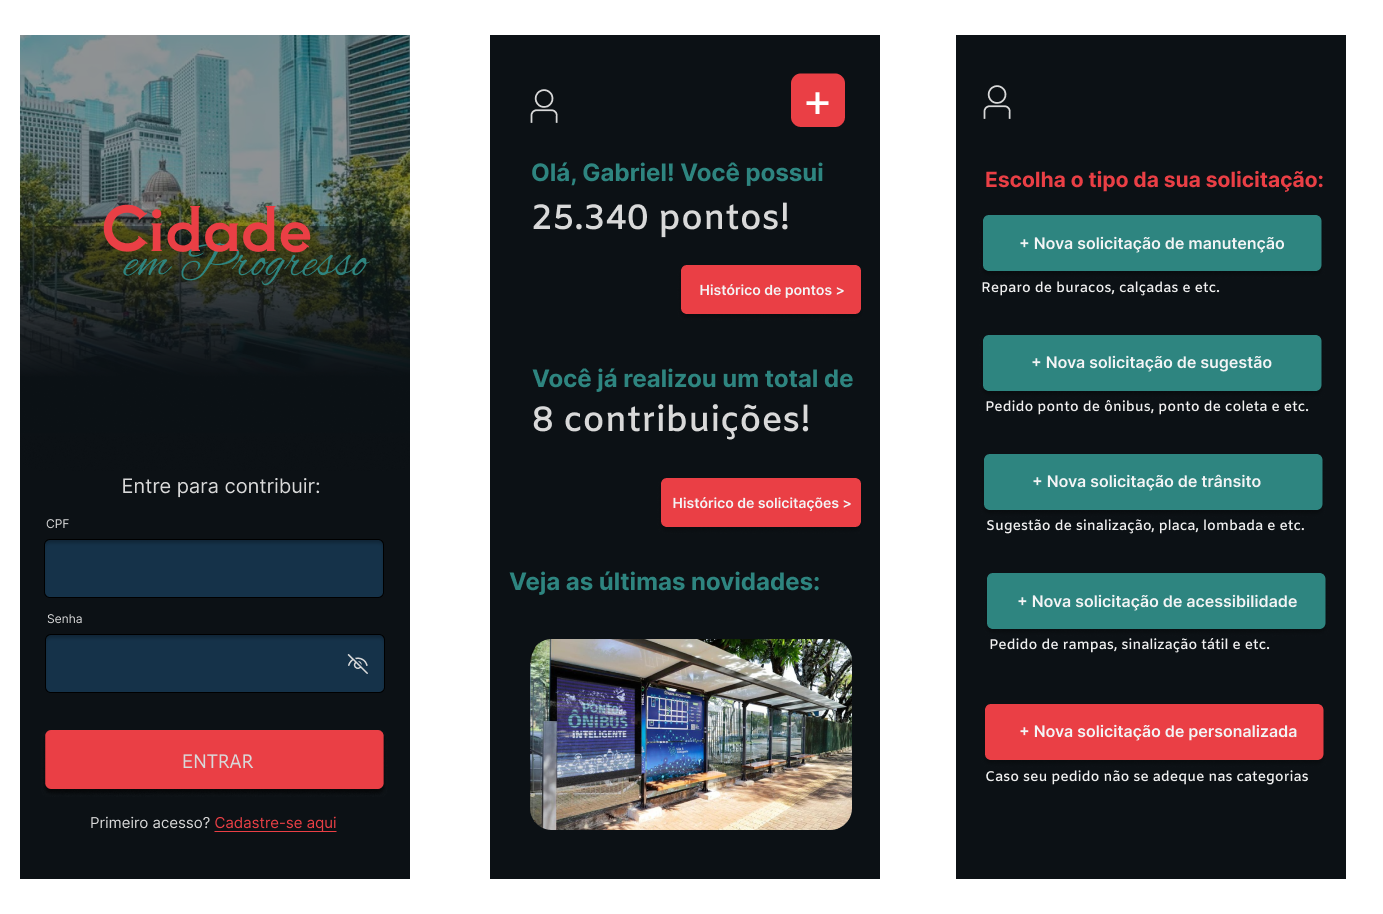 Cidade
em Progresso
Entre para contribuir:
CPF
Senha
ENTRAR
Primeiro acesso? Cadastre-se aqui
+
Olá, Gabriel! Você possui
25.340 pontos!
Histórico de pontos >
Você já realizou um total de
8 contribuições!
Histórico de solicitações >
Veja as últimas novidades:
PONTO
ÔNIBUS
INTELIGENTE
Escolha o tipo da sua solicitação:
+ Nova solicitação de manutenção
Reparo de buracos, calçadas e etc.
+ Nova solicitação de sugestão
Pedido ponto de ônibus, ponto de coleta e etc.
+ Nova solicitação de trânsito
Sugestão de sinalização, placa, lombada e etc.
+ Nova solicitação de acessibilidade
Pedido de rampas, sinalização tátil e etc.
+ Nova solicitação de personalizada
Caso seu pedido não se adeque nas categorias